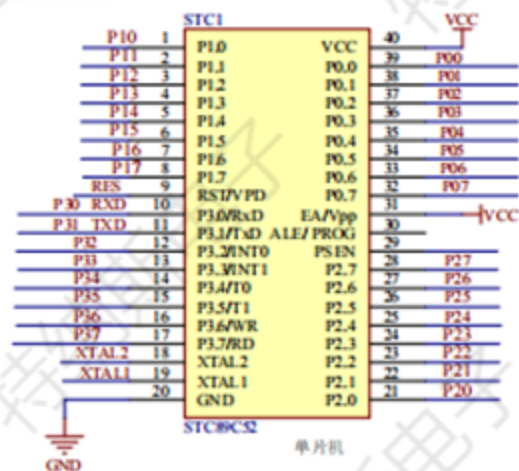 STC1
VCC
P10 1 P1.0 VCC 40
P11 2 P1.1 P0.0 39 P00
P12 3 P1.2 P0.1 38 P01
P13 4 P1.3 P0.2 37 P02
P14 5 P1.4 P0.3 36 P03
P15 6 P1.5 P0.4 35 P04
P16 7 P1.6 P0.5 34 P05
P17 8 P1.7 P0.6 33 P06
RES 9 RST/VPD P0.7 32 P07
P30 RXD 10 P3.0/RxD EA/Vpp 31 VCC
P31 TXD 11 P3.1/TxD ALE/ PROG 30
P32 12 P3.2/INT0 PSEN 29
P33 13 P3.3/INT1 P2.7 28 P27
P34 14 P3.4/T0 P2.6 27 P26
P35 15 P3.5/T1 P2.5 26 P25
P36 16 P3.6/WR P2.4 25 P24
P37 17 P3.7/RD P2.3 24 P23
XTAL2 18 XTAL2 P2.2 23 P22
XTAL1 19 XTAL1 P2.1 22 P21
20 GND P2.0 21 P20
STC89C52
单片机
GND